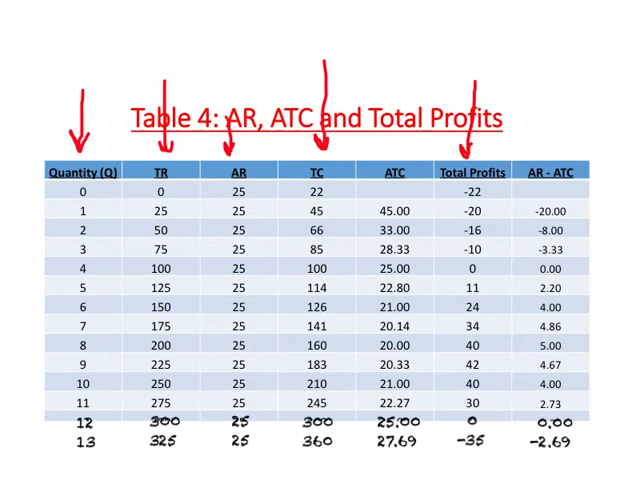 Table 4: AR, ATC and Total Profits
Quantity (Q) TR AR TC ATC Total Profits AR - ATC
0 0 25 22 -22
1 25 25 45 45.00 -20 -20.00
2 50 25 66 33.00 -16 -8.00
3 75 25 85 28.33 -10 -3.33
4 100 25 100 25.00 0 0.00
5 125 25 114 22.80 11 2.20
6 150 25 126 21.00 24 4.00
7 175 25 141 20.14 34 4.86
8 200 25 160 20.00 40 5.00
9 225 25 183 20.33 42 4.67
10 250 25 210 21.00 40 4.00
11 275 25 245 22.27 30 2.73
12 300 25 300 25.00 0 0.00
13 325 25 360 27.69 -35 -2.69